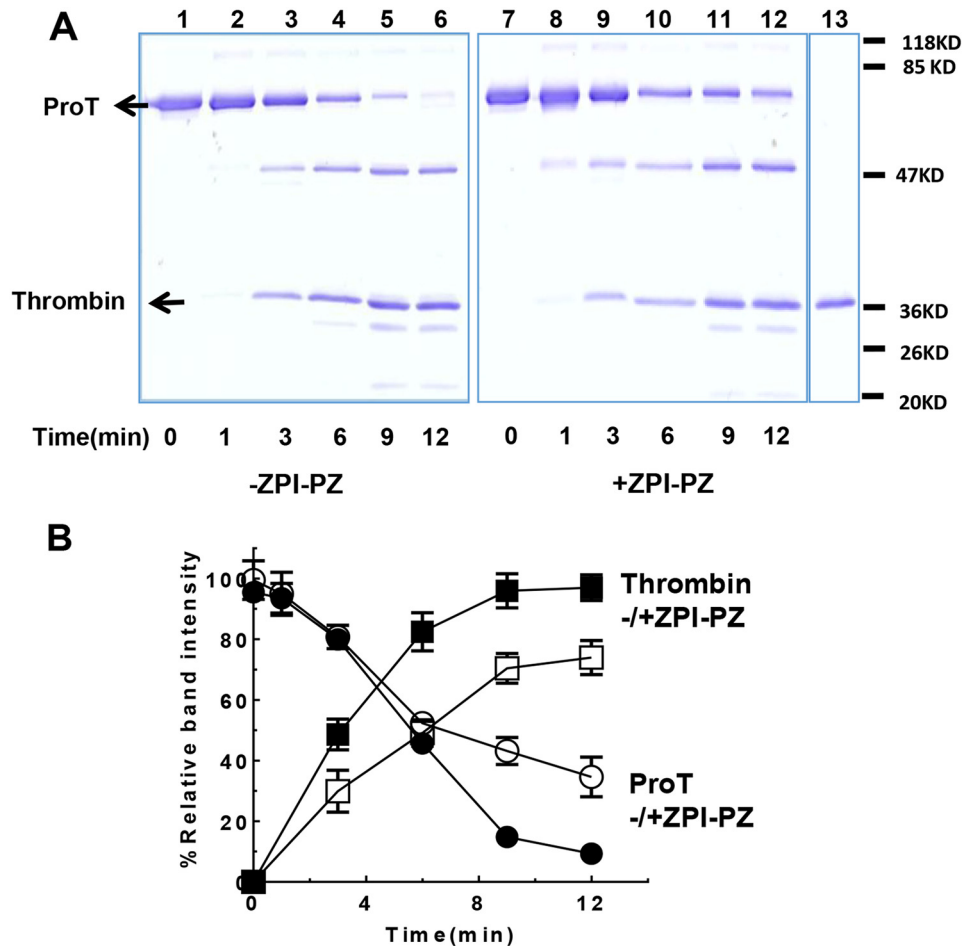 A
1 2 3 4 5 6 7 8 9 10 11 12 13
118KD
85 KD
ProT
47KD
Thrombin
36KD
26KD
20KD
Time(min) 0 1 3 6 9 12 0 1 3 6 9 12
-ZPI-PZ +ZPI-PZ
B
% Relative band intensity
100
80
60
40
20
0
0 4 8 12
Time(min)
Thrombin
-/+ZPI-PZ
ProT
-/+ZPI-PZ